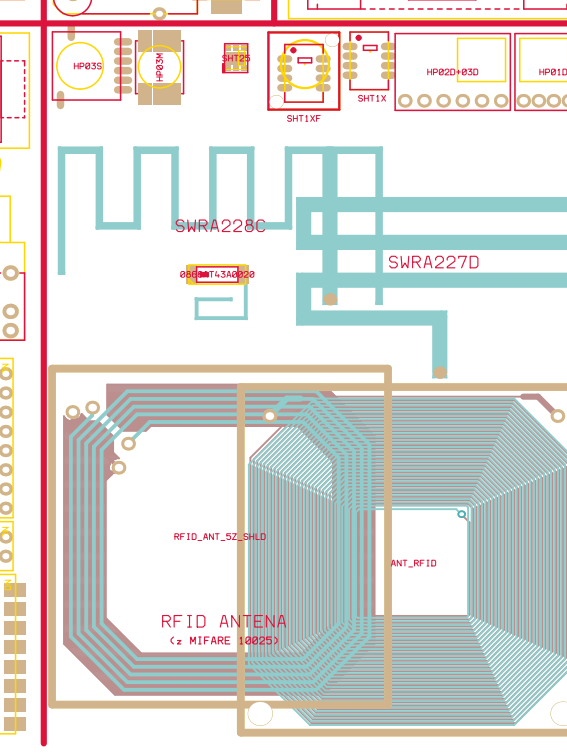 HP03S
HP03M
SHT25
SHT1XF
SHT1X
HP02D+03D
HP01D
SWRA228C
SWRA227D
RFID_ANT_5Z_SHLD
ANT_RFID
RFID ANTENA
(z MIFARE 10025)